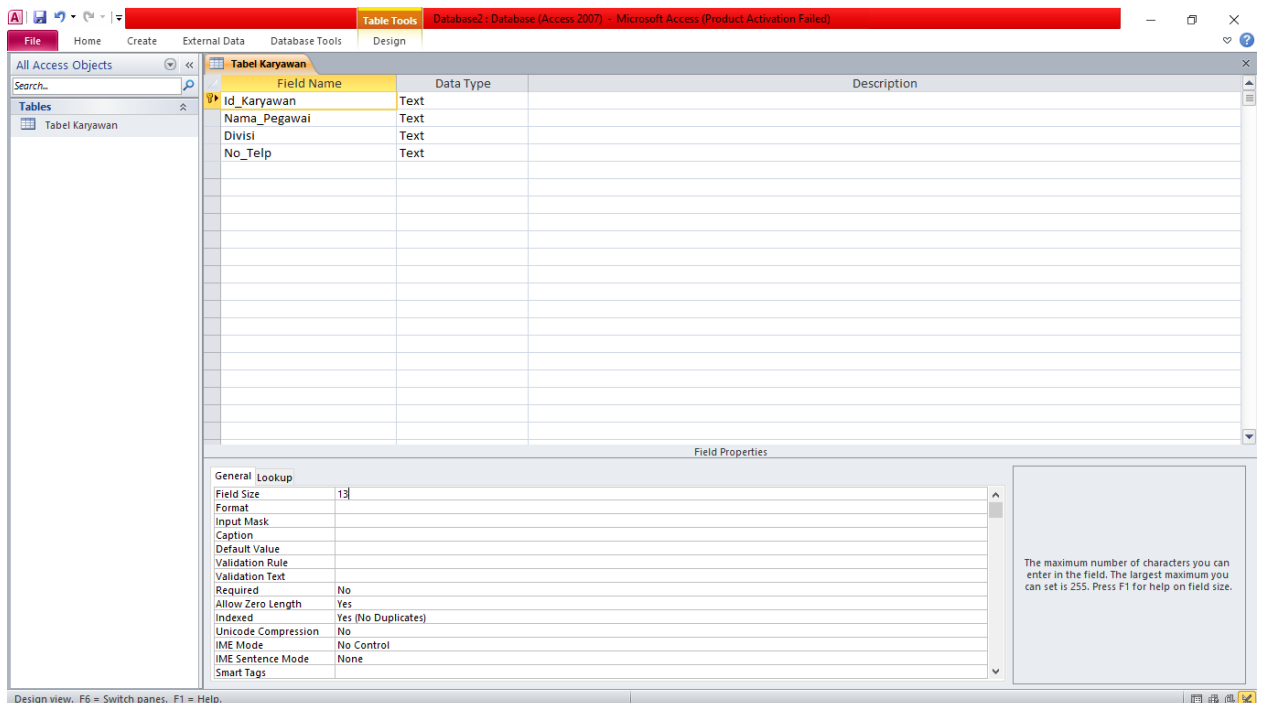 Table Tools Database2 : Database (Access 2007) - Microsoft Access (Product Activation Failed)
File Home Create External Data Database Tools Design
All Access Objects
Search...
Tables
Tabel Karyawan
Tabel Karyawan
Field Name Data Type Description
Id_Karyawan Text
Nama_Pegawai Text
Divisi Text
No_Telp Text
Field Properties
General Lookup
Field Size 13
Format
Input Mask
Caption
Default Value
Validation Rule
Validation Text
Required No
Allow Zero Length Yes
Indexed Yes (No Duplicates)
Unicode Compression No
IME Mode No Control
IME Sentence Mode None
Smart Tags
The maximum number of characters you can
enter in the field. The largest maximum you
can set is 255. Press F1 for help on field size.
Design view. F6 = Switch panes. F1 = Help.